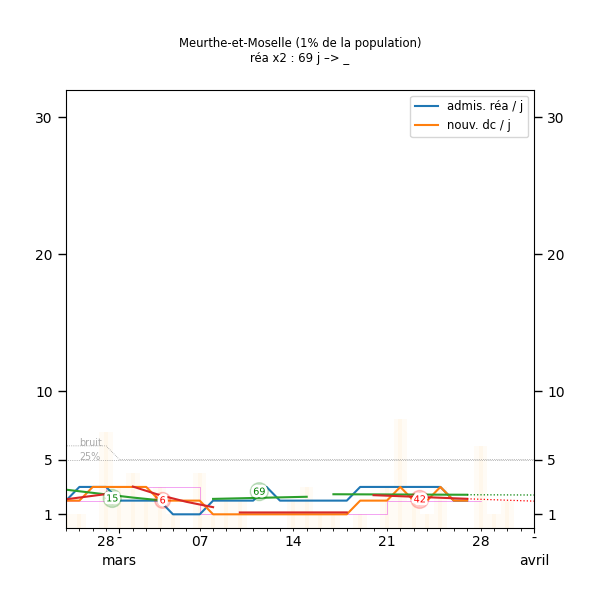 Meurthe-et-Moselle (1% de la population)
réa x2 : 69 j –> _
admis. réa / j
nouv. dc / j
30 30
20 20
10 10
bruit
25%
5 5
15 6 69 42
1 1
28 07 14 21 28
mars avril